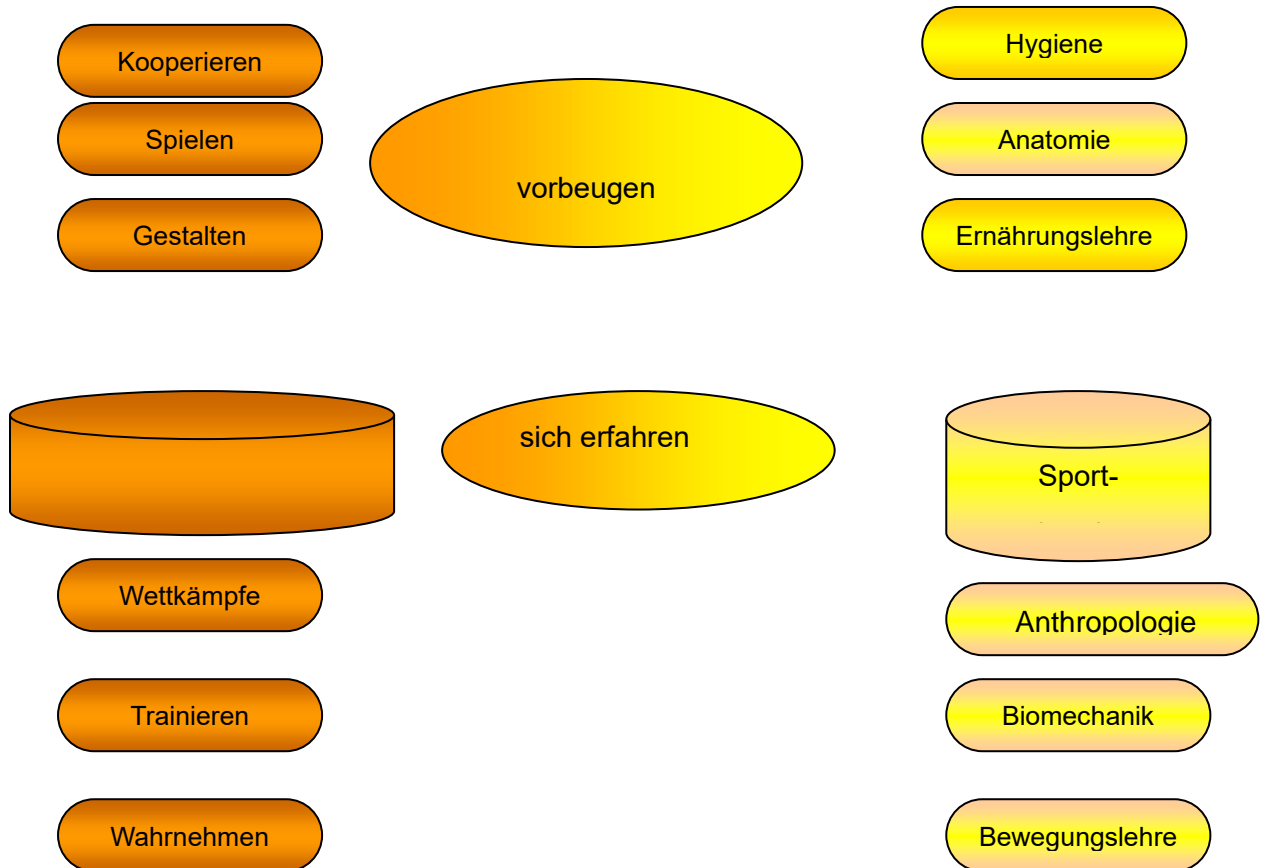 Kooperieren
Spielen
Gestalten
vorbeugen
Hygiene
Anatomie
Ernährungslehre
sich erfahren
Sport-
Wettkämpfe
Trainieren
Wahrnehmen
Anthropologie
Biomechanik
Bewegungslehre